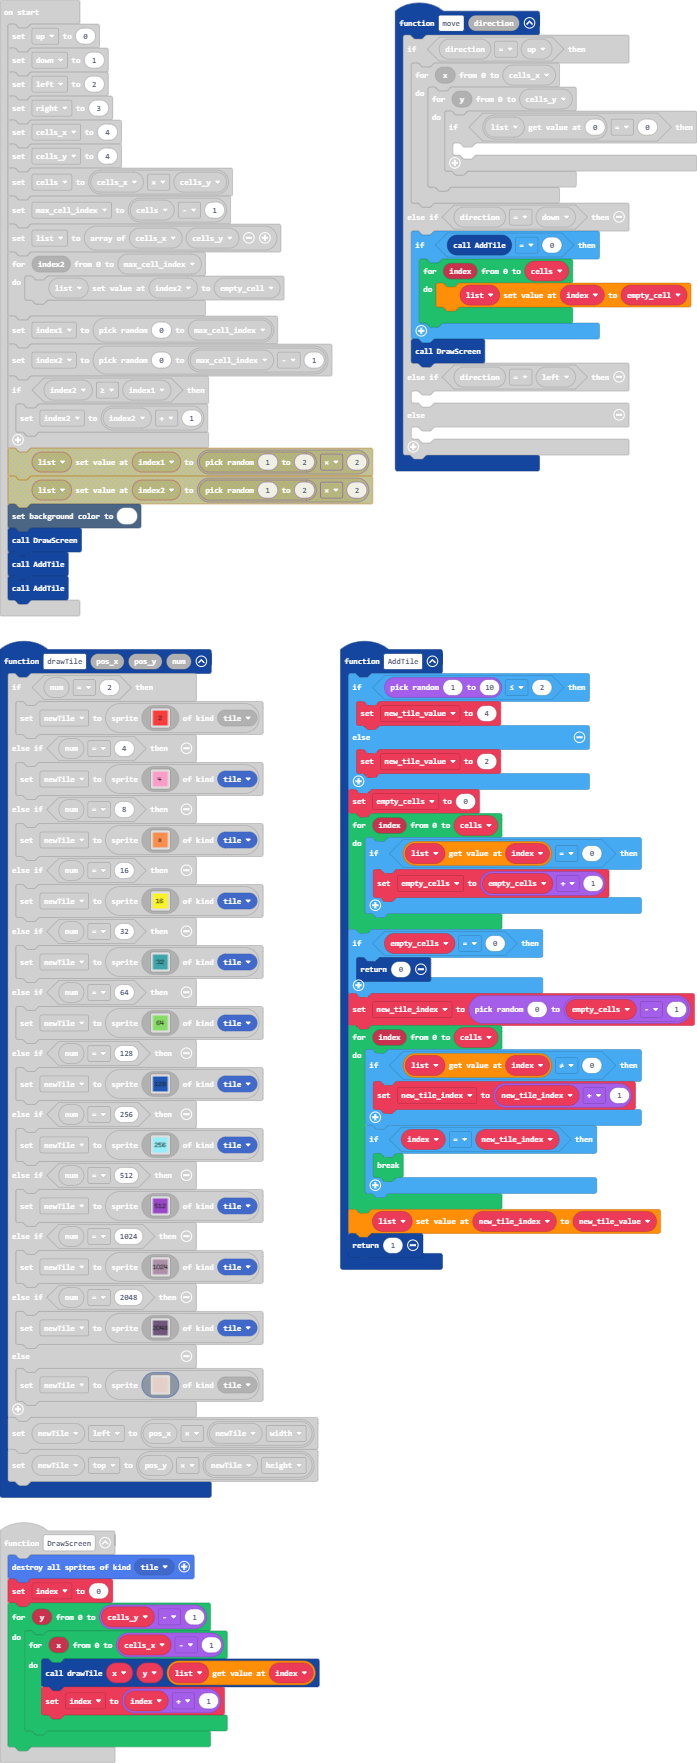 on start
set up to 0
set down to 1
set left to 2
set right to 3
set cells_x to 4
set cells_y to 4
set cells to cells_x × cells_y
set max_cell_index to cells - 1
set list to array of cells_x cells_y
for index2 from 0 to max_cell_index
do list set value at index2 to empty_cell
set index1 to pick random 0 to max_cell_index
set index2 to pick random 0 to max_cell_index - 1
if index2 ≥ index1 then
set index2 to index2 + 1
list set value at index1 to pick random 1 to 2 × 2
list set value at index2 to pick random 1 to 2 × 2
set background color to
call DrawScreen
call AddTile
call AddTile
function move direction
if direction = up then
for x from 0 to cells_x
do for y from 0 to cells_y
do if list get value at 0 = 0 then
else if direction = down then
if call AddTile = 0 then
for index from 0 to cells
do list set value at index to empty_cell
call DrawScreen
else if direction = left then
else
function drawTile pos_x pos_y num
if num = 2 then
set newTile to sprite 2 of kind tile
else if num = 4 then
set newTile to sprite 4 of kind tile
else if num = 8 then
set newTile to sprite 8 of kind tile
else if num = 16 then
set newTile to sprite 16 of kind tile
else if num = 32 then
set newTile to sprite 32 of kind tile
else if num = 64 then
set newTile to sprite 64 of kind tile
else if num = 128 then
set newTile to sprite 128 of kind tile
else if num = 256 then
set newTile to sprite 256 of kind tile
else if num = 512 then
set newTile to sprite 512 of kind tile
else if num = 1024 then
set newTile to sprite 1024 of kind tile
else if num = 2048 then
set newTile to sprite 2048 of kind tile
else
set newTile to sprite of kind tile
set newTile left to pos_x × newTile width
set newTile top to pos_y × newTile height
function AddTile
if pick random 1 to 10 ≤ 2 then
set new_tile_value to 4
else
set new_tile_value to 2
set empty_cells to 0
for index from 0 to cells
do if list get value at index = 0 then
set empty_cells to empty_cells + 1
if empty_cells = 0 then
return 0
set new_tile_index to pick random 0 to empty_cells - 1
for index from 0 to cells
do if list get value at index ≠ 0 then
set new_tile_index to new_tile_index + 1
if index = new_tile_index then
break
list set value at new_tile_index to new_tile_value
return 1
function DrawScreen
destroy all sprites of kind tile
set index to 0
for y from 0 to cells_y - 1
do for x from 0 to cells_x - 1
do call drawTile x y list get value at index
set index to index + 1